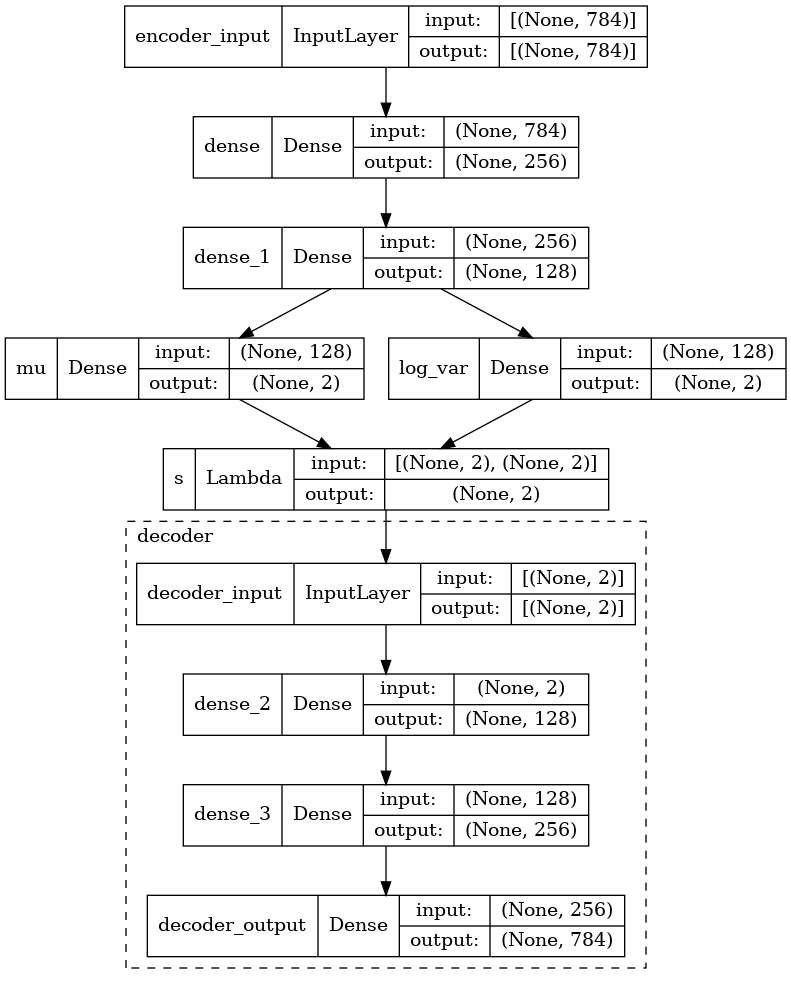 encoder_input InputLayer input: [(None, 784)]
output: [(None, 784)]
dense Dense input: (None, 784)
output: (None, 256)
dense_1 Dense input: (None, 256)
output: (None, 128)
mu Dense input: (None, 128)
output: (None, 2)
log_var Dense input: (None, 128)
output: (None, 2)
s Lambda input: [(None, 2), (None, 2)]
output: (None, 2)
decoder
decoder_input InputLayer input: [(None, 2)]
output: [(None, 2)]
dense_2 Dense input: (None, 2)
output: (None, 128)
dense_3 Dense input: (None, 128)
output: (None, 256)
decoder_output Dense input: (None, 256)
output: (None, 784)